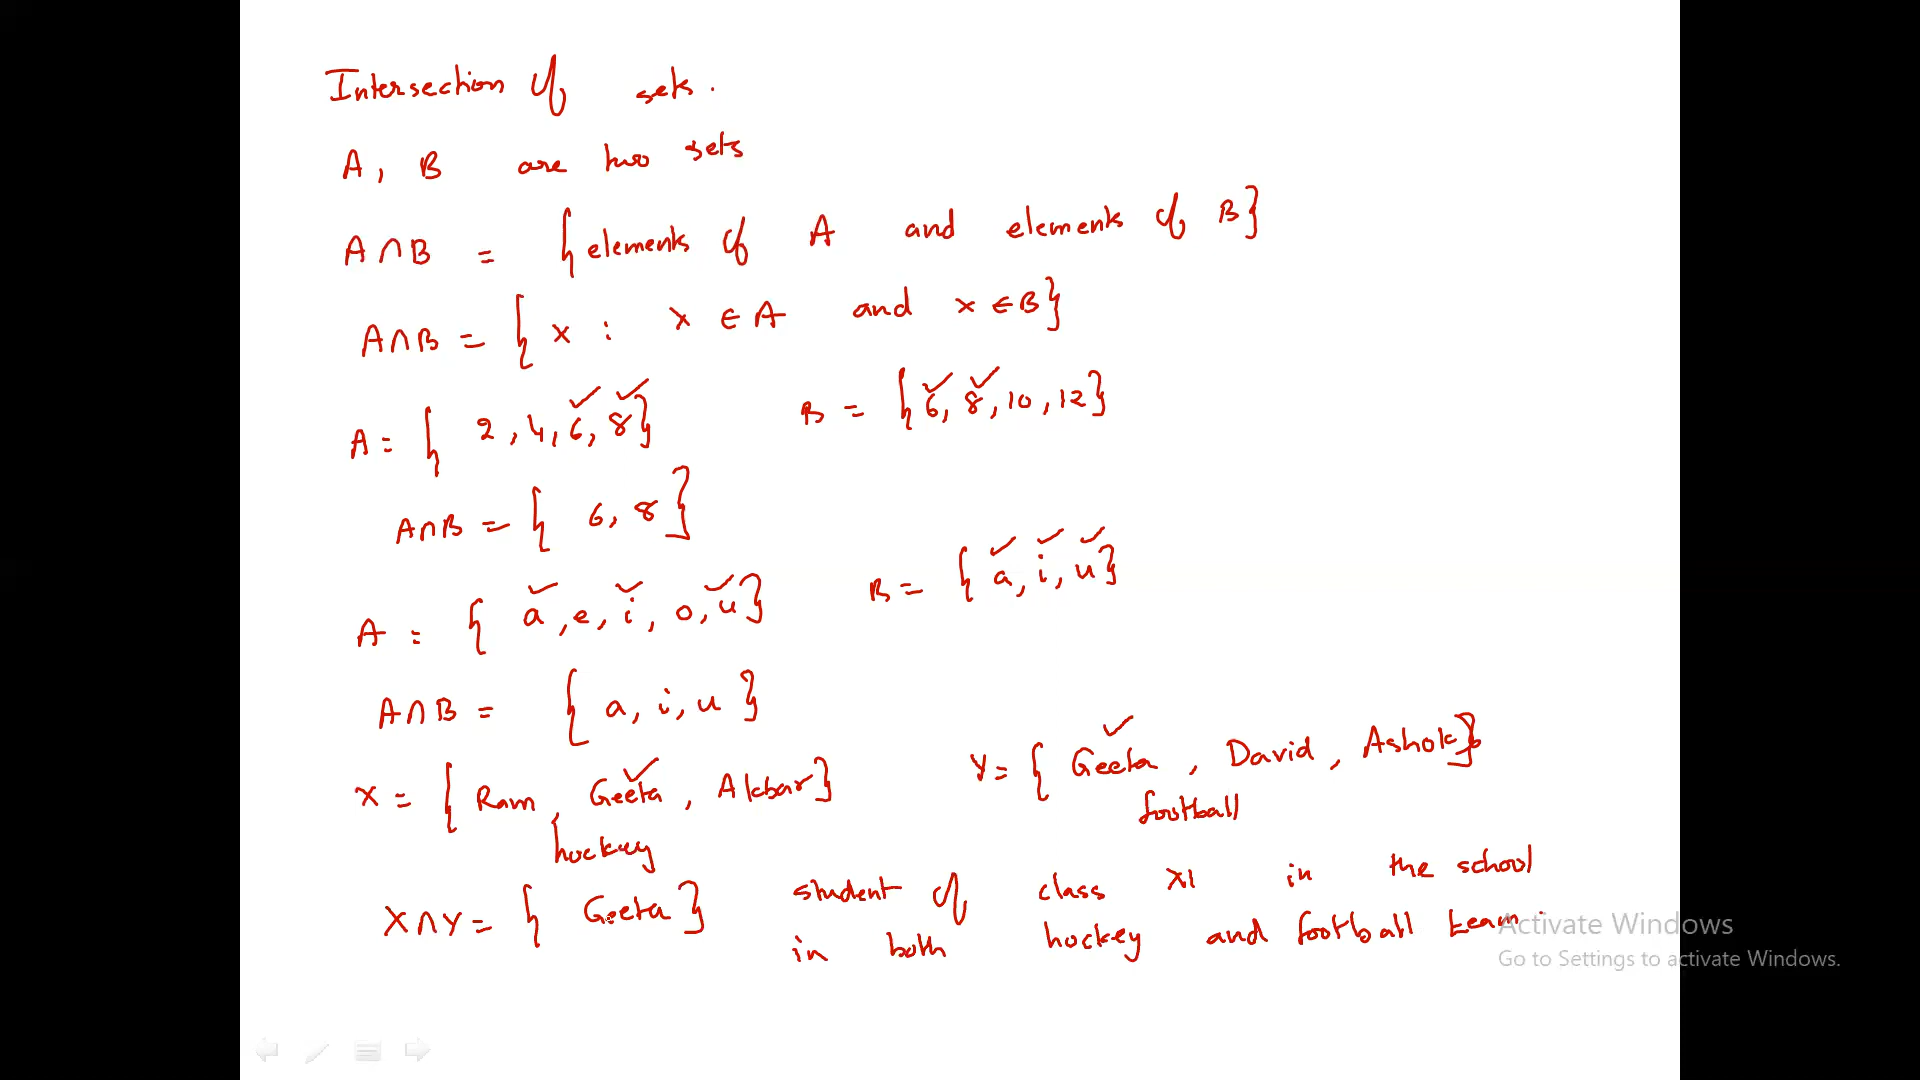 Intersection of sets.
A, B are two sets
A∩B = {elements of A and elements of B}
A∩B = {x : x ∈ A and x ∈ B}
A = {2, 4, 6, 8} B = {6, 8, 10, 12}
A∩B = {6, 8}
A = {a, e, i, o, u} B = {a, i, u}
A∩B = {a, i, u}
X = {Ram, Geeta, Akbar} Y = {Geeta, David, Ashok}
hockey football
X∩Y = {Geeta} student of class XI in the school
in both hockey and football team.
Activate Windows
Go to Settings to activate Windows.